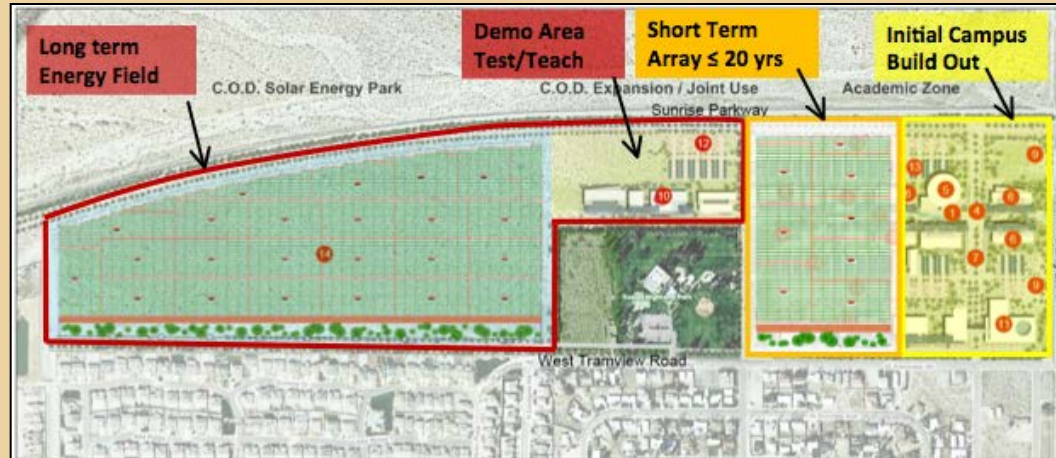 Long term
Energy Field
Demo Area
Test/Teach
Short Term
Array ≤ 20 yrs
Initial Campus
Build Out
C.O.D. Solar Energy Park
C.O.D. Expansion / Joint Use
Academic Zone
Sunrise Parkway
12
9
13
10
5
6
1
4
14
6
7
9
11
West Tramview Road